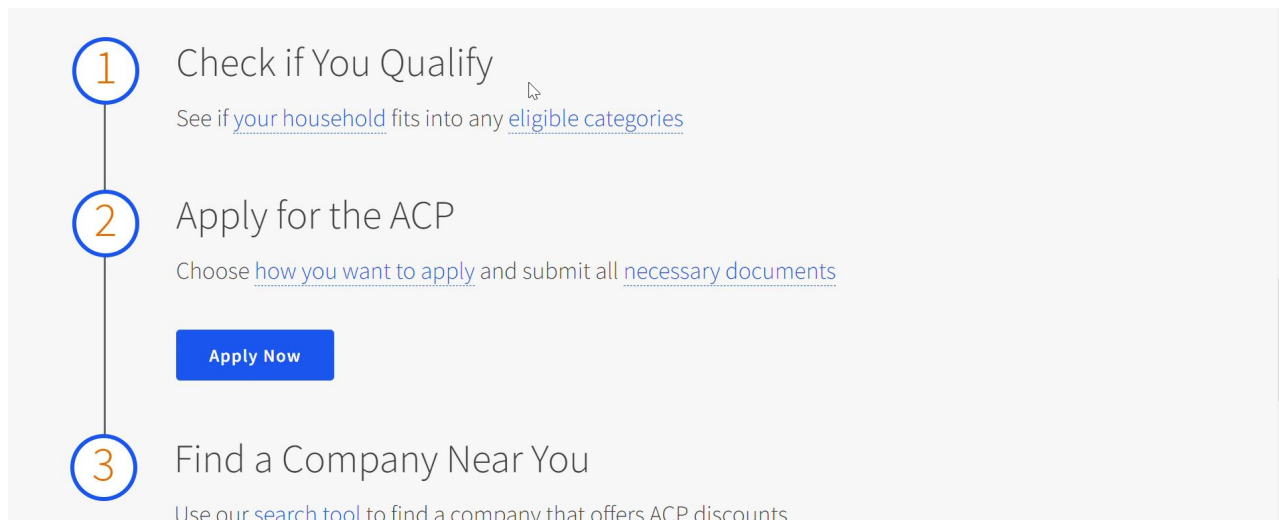 1
Check if You Qualify
See if your household fits into any eligible categories
2
Apply for the ACP
Choose how you want to apply and submit all necessary documents
Apply Now
3
Find a Company Near You
Use our search tool to find a company that offers ACP discounts